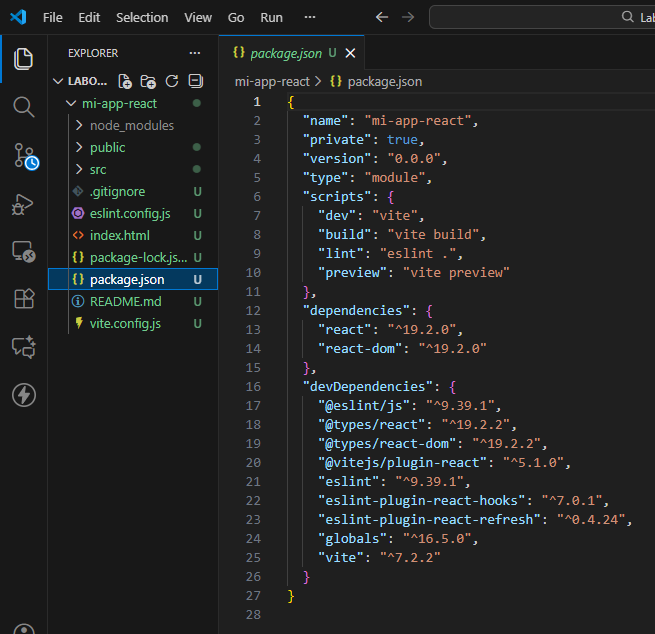 File Edit Selection View Go Run ··· Lab
EXPLORER ···
LABO...
mi-app-react
node_modules
public
src
.gitignore U
eslint.config.js U
index.html U
package-lock.js... U
package.json U
README.md U
vite.config.js U
{} package.json U
mi-app-react > {} package.json
1 {
2 "name": "mi-app-react",
3 "private": true,
4 "version": "0.0.0",
5 "type": "module",
6 "scripts": {
7 "dev": "vite",
8 "build": "vite build",
9 "lint": "eslint .",
10 "preview": "vite preview"
11 },
12 "dependencies": {
13 "react": "^19.2.0",
14 "react-dom": "^19.2.0"
15 },
16 "devDependencies": {
17 "@eslint/js": "^9.39.1",
18 "@types/react": "^19.2.2",
19 "@types/react-dom": "^19.2.2",
20 "@vitejs/plugin-react": "^5.1.0",
21 "eslint": "^9.39.1",
22 "eslint-plugin-react-hooks": "^7.0.1",
23 "eslint-plugin-react-refresh": "^0.4.24",
24 "globals": "^16.5.0",
25 "vite": "^7.2.2"
26 }
27 }
28